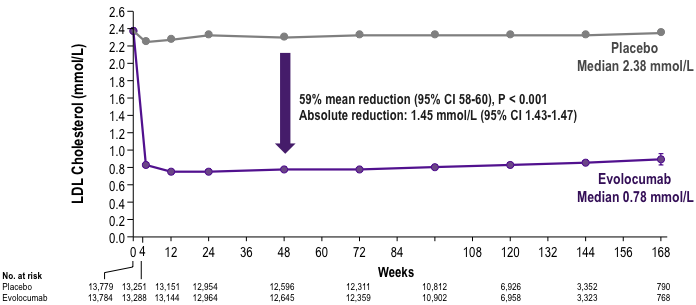 2.6
2.4
2.2
2.0
1.8
1.6
1.4
1.2
1.0
0.8
0.6
0.4
0.2
0.0
LDL Cholesterol (mmol/L)
Placebo
Median 2.38 mmol/L
59% mean reduction (95% CI 58-60), P < 0.001
Absolute reduction: 1.45 mmol/L (95% CI 1.43-1.47)
Evolocumab
Median 0.78 mmol/L
0 4 12 24 36 48 60 72 84 108 120 132 144 156 168
Weeks
No. at risk
Placebo 13,779 13,251 13,151 12,954 12,596 12,311 10,812 6,926 3,352 790
Evolocumab 13,784 13,288 13,144 12,964 12,645 12,359 10,902 6,958 3,323 768